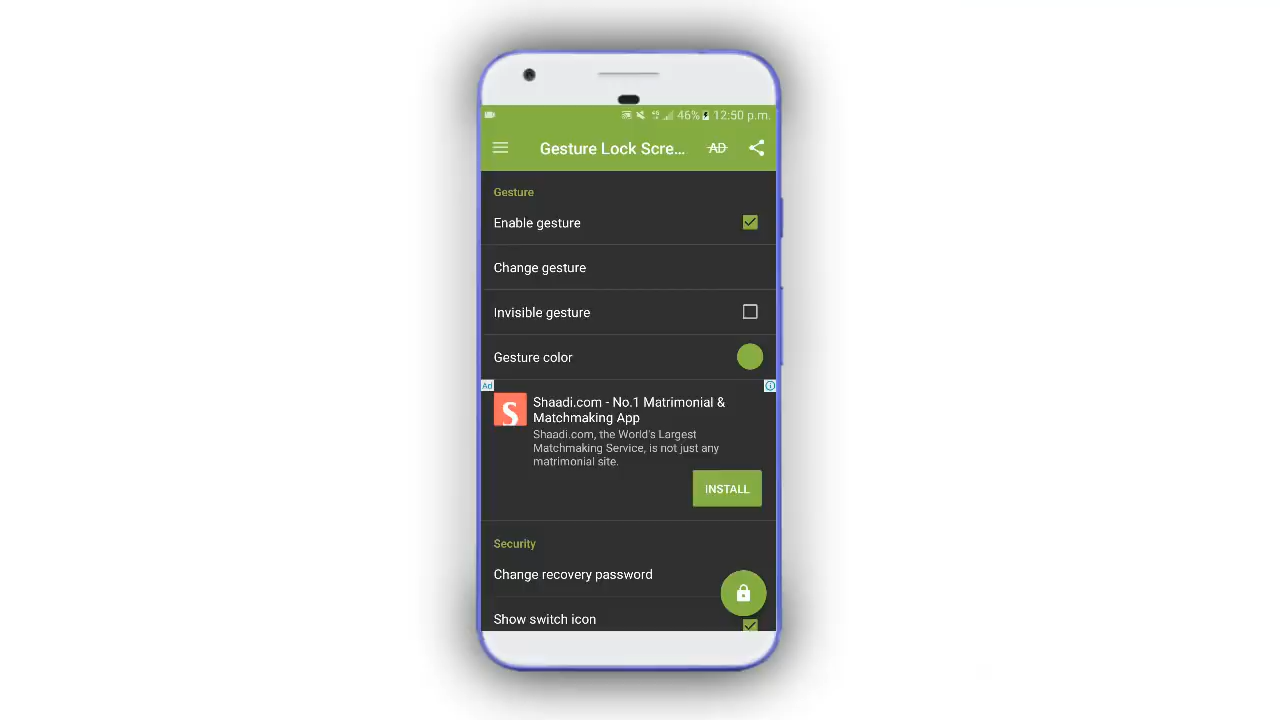 46% 12:50 p.m.
Gesture Lock Scre... AD
Gesture
Enable gesture
Change gesture
Invisible gesture
Gesture color
Ad
S
Shaadi.com - No.1 Matrimonial &
Matchmaking App
Shaadi.com, the World's Largest
Matchmaking Service, is not just any
matrimonial site.
INSTALL
Security
Change recovery password
Show switch icon